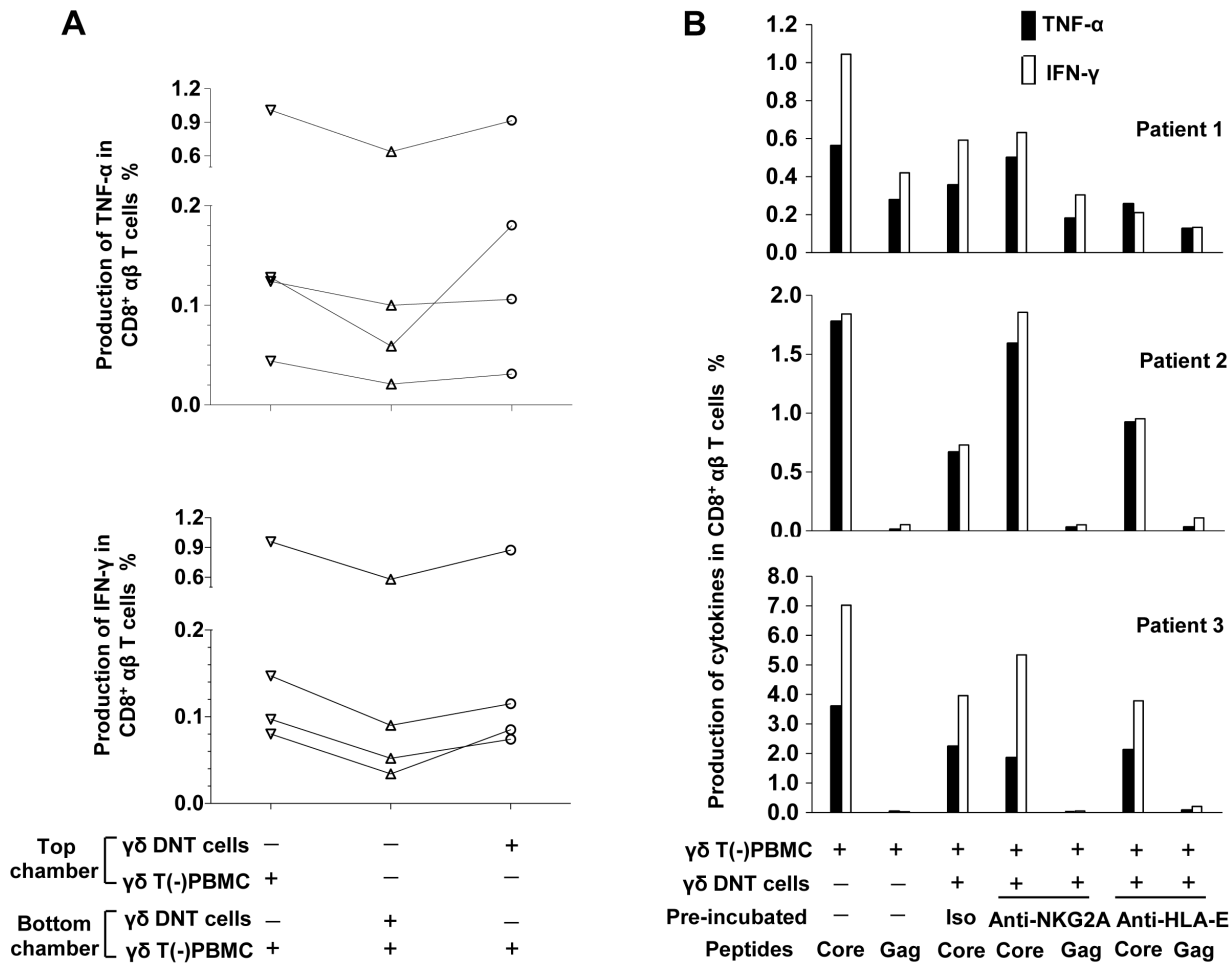 A
1.2
0.9
0.6
0.2
0.1
0.0
Production of TNF-α in
CD8⁺ αβ T cells %
1.2
0.9
0.6
0.2
0.1
0.0
Production of IFN-γ in
CD8⁺ αβ T cells %
Top
chamber
γδ DNT cells − − +
γδ T(-)PBMC + − −
Bottom
chamber
γδ DNT cells − + −
γδ T(-)PBMC + + +
B
TNF-α
IFN-γ
1.2
1.0
0.8
0.6
0.4
0.2
0.0
Patient 1
2.0
1.5
1.0
0.5
0.0
Patient 2
8.0
7.0
6.0
5.0
4.0
3.0
2.0
1.0
0.0
Patient 3
Production of cytokines in CD8⁺ αβ T cells %
γδ T(-)PBMC + + + + + + +
γδ DNT cells − − + + + + +
Pre-incubated − − Iso Anti-NKG2A Anti-HLA-E
Peptides Core Gag Core Core Gag Core Gag